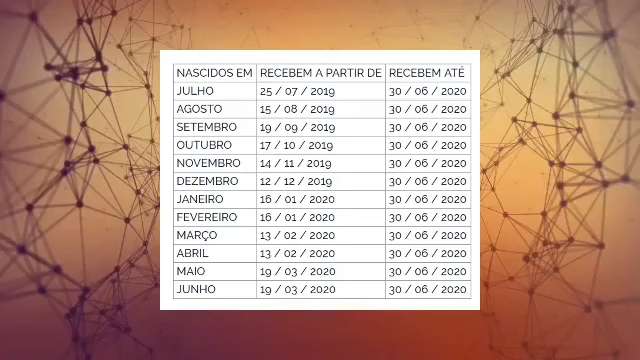 NASCIDOS EM RECEBEM A PARTIR DE RECEBEM ATÉ
JULHO 25 / 07 / 2019 30 / 06 / 2020
AGOSTO 15 / 08 / 2019 30 / 06 / 2020
SETEMBRO 19 / 09 / 2019 30 / 06 / 2020
OUTUBRO 17 / 10 / 2019 30 / 06 / 2020
NOVEMBRO 14 / 11 / 2019 30 / 06 / 2020
DEZEMBRO 12 / 12 / 2019 30 / 06 / 2020
JANEIRO 16 / 01 / 2020 30 / 06 / 2020
FEVEREIRO 16 / 01 / 2020 30 / 06 / 2020
MARÇO 13 / 02 / 2020 30 / 06 / 2020
ABRIL 13 / 02 / 2020 30 / 06 / 2020
MAIO 19 / 03 / 2020 30 / 06 / 2020
JUNHO 19 / 03 / 2020 30 / 06 / 2020